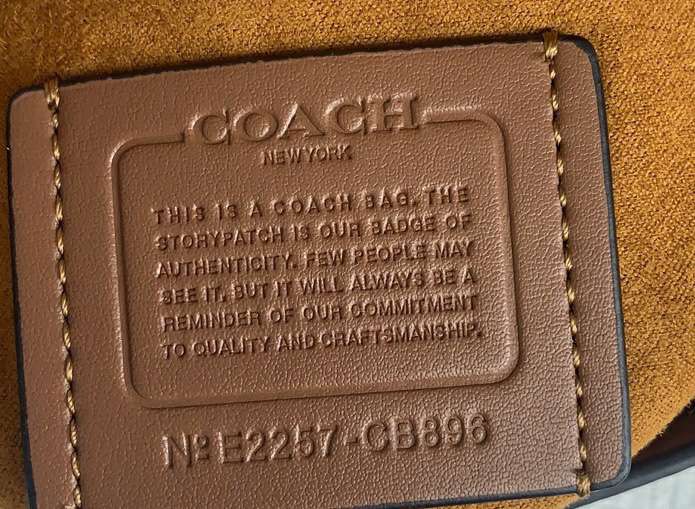 COACH
NEW YORK
THIS IS A COACH BAG. THE
STORYPATCH IS OUR BADGE OF
AUTHENTICITY. FEW PEOPLE MAY
SEE IT, BUT IT WILL ALWAYS BE A
REMINDER OF OUR COMMITMENT
TO QUALITY AND CRAFTSMANSHIP.
Nº E2257-CB896